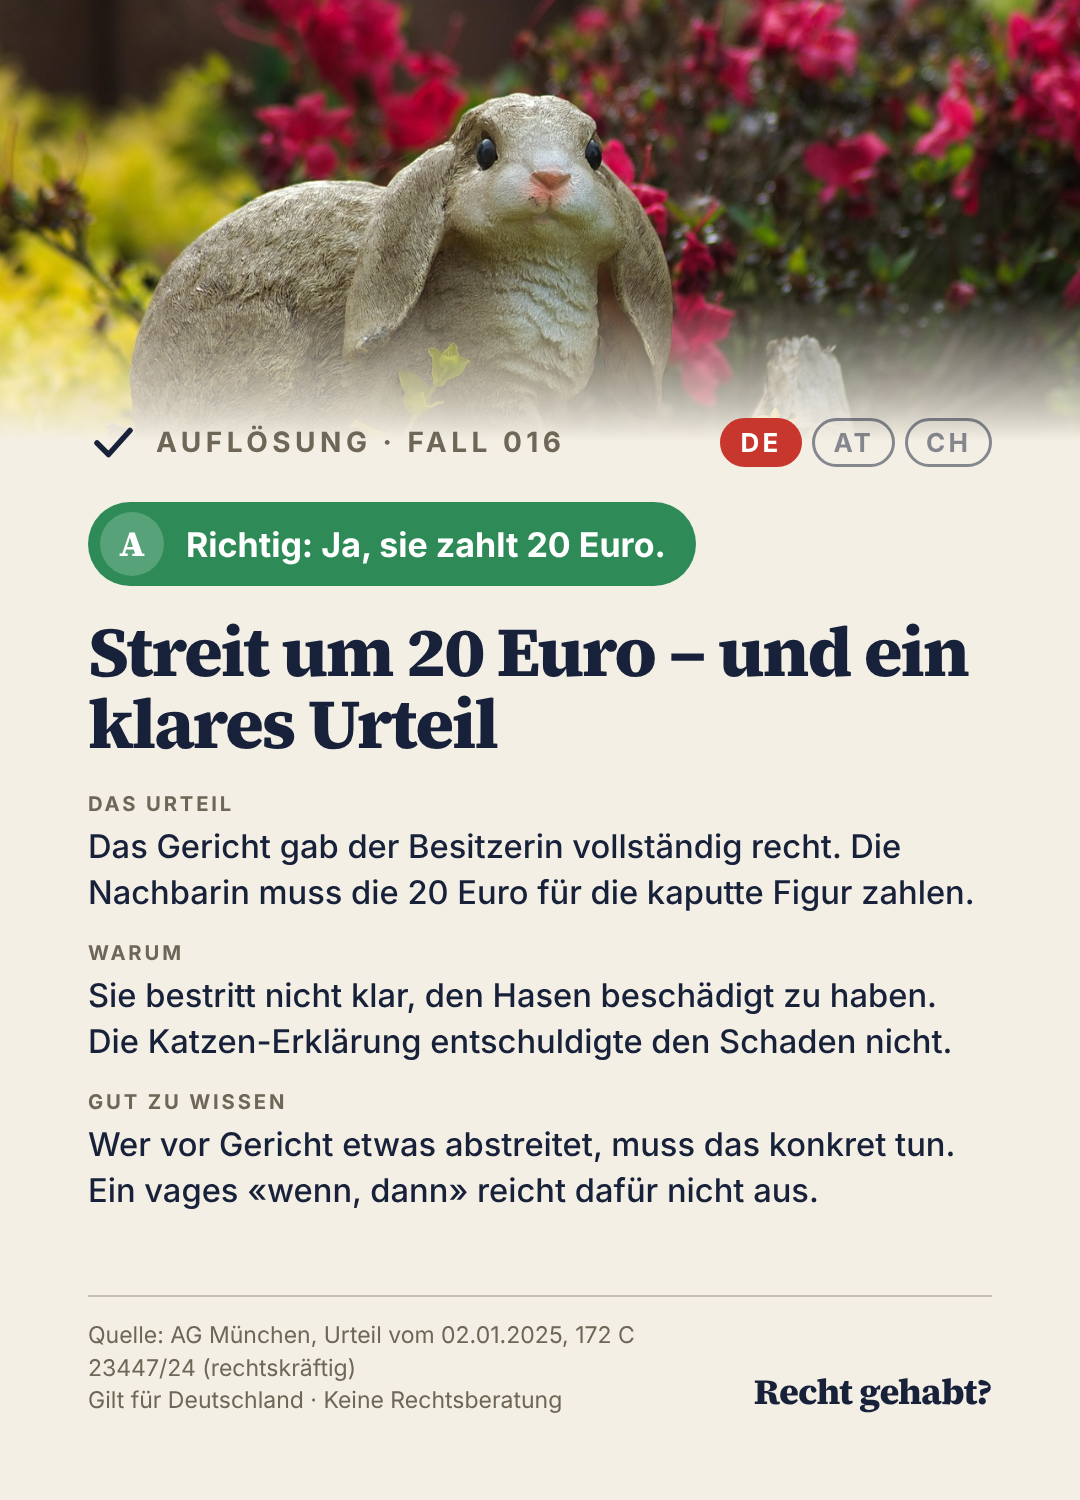 AUFLÖSUNG · FALL 016
DE AT CH
A Richtig: Ja, sie zahlt 20 Euro.
Streit um 20 Euro – und ein
klares Urteil
DAS URTEIL
Das Gericht gab der Besitzerin vollständig recht. Die
Nachbarin muss die 20 Euro für die kaputte Figur zahlen.
WARUM
Sie bestritt nicht klar, den Hasen beschädigt zu haben.
Die Katzen-Erklärung entschuldigte den Schaden nicht.
GUT ZU WISSEN
Wer vor Gericht etwas abstreitet, muss das konkret tun.
Ein vages «wenn, dann» reicht dafür nicht aus.
Quelle: AG München, Urteil vom 02.01.2025, 172 C
23447/24 (rechtskräftig)
Gilt für Deutschland · Keine Rechtsberatung
Recht gehabt?